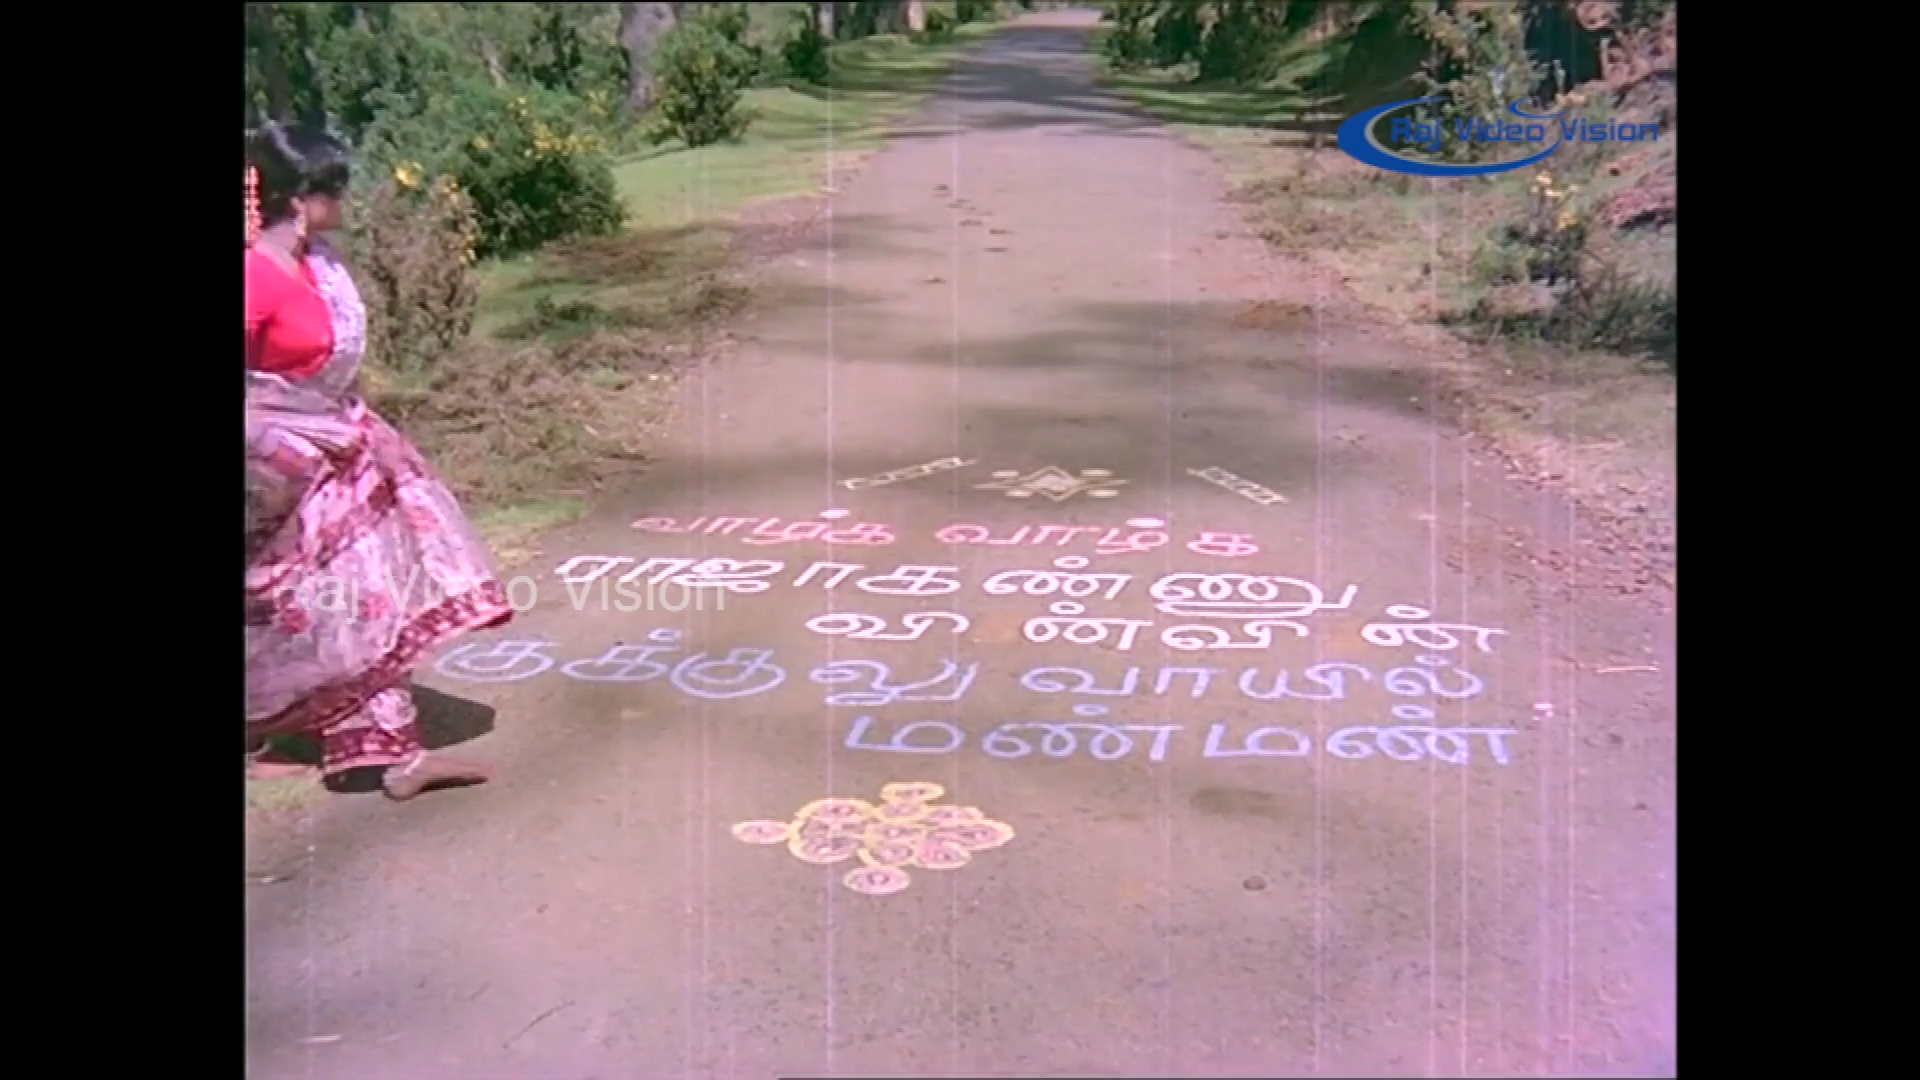 Raj Video Vision
வாழ்க வாழ்க
ராஜாகண்ணு
Raj Video Vision
வின்வின்
குக்குலு வாயில்
மண்மண்